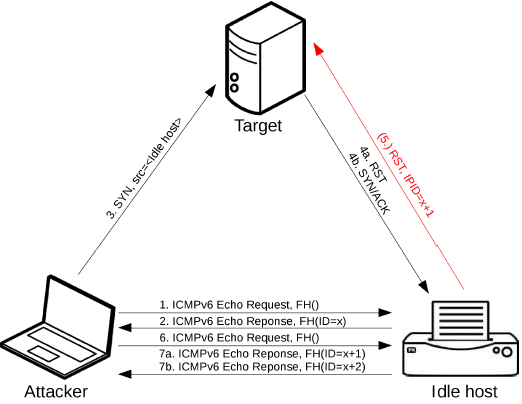 Target
3. SYN, src=<Idle host>
4a. RST
4b. SYN/ACK
(5.) RST, IPID=x+1
1. ICMPv6 Echo Request, FH()
2. ICMPv6 Echo Reponse, FH(ID=x)
6. ICMPv6 Echo Request, FH()
7a. ICMPv6 Echo Reponse, FH(ID=x+1)
7b. ICMPv6 Echo Reponse, FH(ID=x+2)
Attacker
Idle host